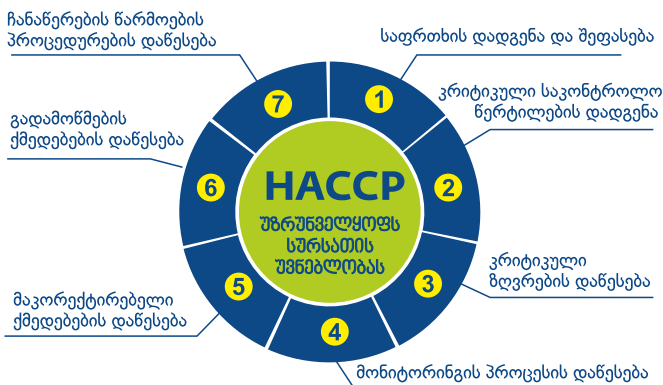 ჩანაწერების წარმოების
პროცედურების დაწესება
7
საფრთხის დადგენა და შეფასება
1
კრიტიკული საკონტროლო
წერტილების დადგენა
2
გადამოწმების
ქმედებების დაწესება
6
HACCP
უზრუნველყოფს
სურსათის
უვნებლობას
კრიტიკული
ზღვრების დაწესება
3
მაკორექტირებელი
ქმედებების დაწესება
5
4
მონიტორინგის პროცესის დაწესება